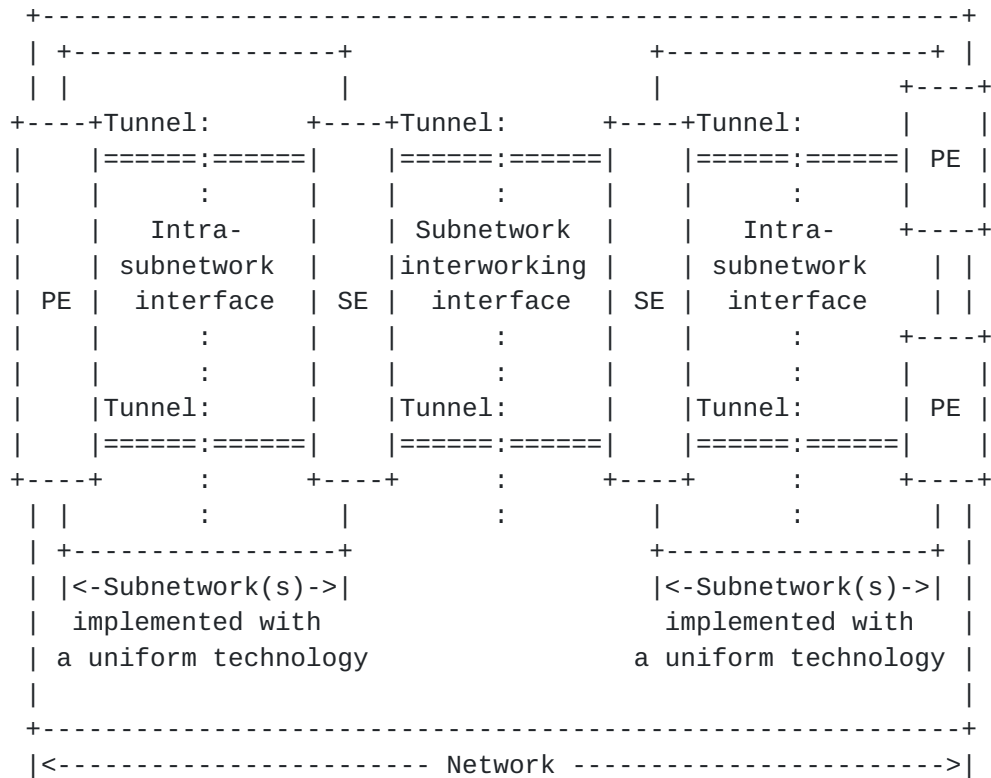 +--------------------------------------------------------------+
| +------------------+                    +------------------+ |
| |                  |                    |                +----+
+----+Tunnel:      +----+Tunnel:      +----+Tunnel:      |    |
|    |======:======|    |======:======|    |======:======| PE |
|    |      :      |    |      :      |    |      :      |    |
|    |   Intra-    |    | Subnetwork  |    |   Intra-    +----+
|    | subnetwork  |    |interworking |    | subnetwork    | |
| PE |  interface  | SE |  interface  | SE |  interface    | |
|    |      :      |    |      :      |    |      :      +----+
|    |      :      |    |      :      |    |      :      |    |
|    |Tunnel:      |    |Tunnel:      |    |Tunnel:      | PE |
|    |======:======|    |======:======|    |======:======|    |
+----+      :      +----+      :      +----+      :      +----+
| |         :         |        :         |        :         | |
| +------------------+                    +------------------+ |
| |<-Subnetwork(s)->|                    |<-Subnetwork(s)->| |
|  implemented with                       implemented with   |
| a uniform technology                  a uniform technology |
|                                                              |
+--------------------------------------------------------------+
|<------------------------- Network ------------------------->|